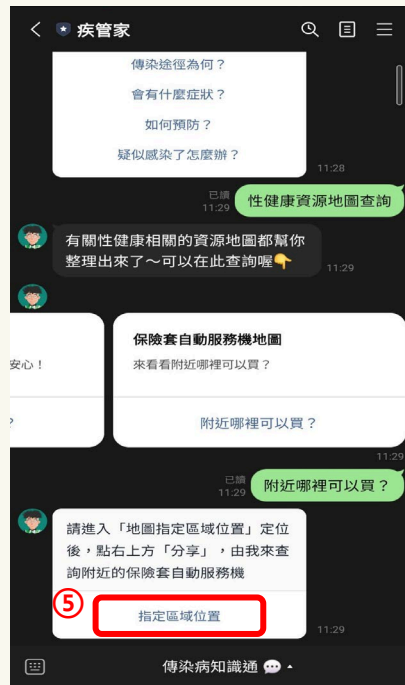 疾管家
傳染途徑為何？
會有什麼症狀？
如何預防？
疑似感染了怎麼辦？
11:28
已讀
11:29
性健康資源地圖查詢
有關性健康相關的資源地圖都幫你
整理出來了～可以在此查詢喔👇
11:29
保險套自動服務機地圖
安心！
來看看附近哪裡可以買？
?
附近哪裡可以買？
11:29
已讀
11:29
附近哪裡可以買？
請進入「地圖指定區域位置」定位
後，點右上方「分享」，由我來查
詢附近的保險套自動服務機
⑤
指定區域位置
11:29
傳染病知識通 💬 ▴